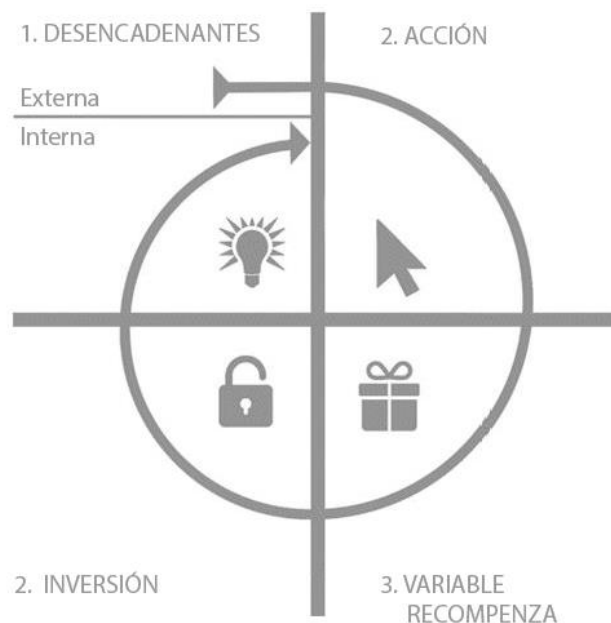 1. DESENCADENANTES
2. ACCIÓN
Externa
Interna
2. INVERSIÓN
3. VARIABLE
RECOMPENZA